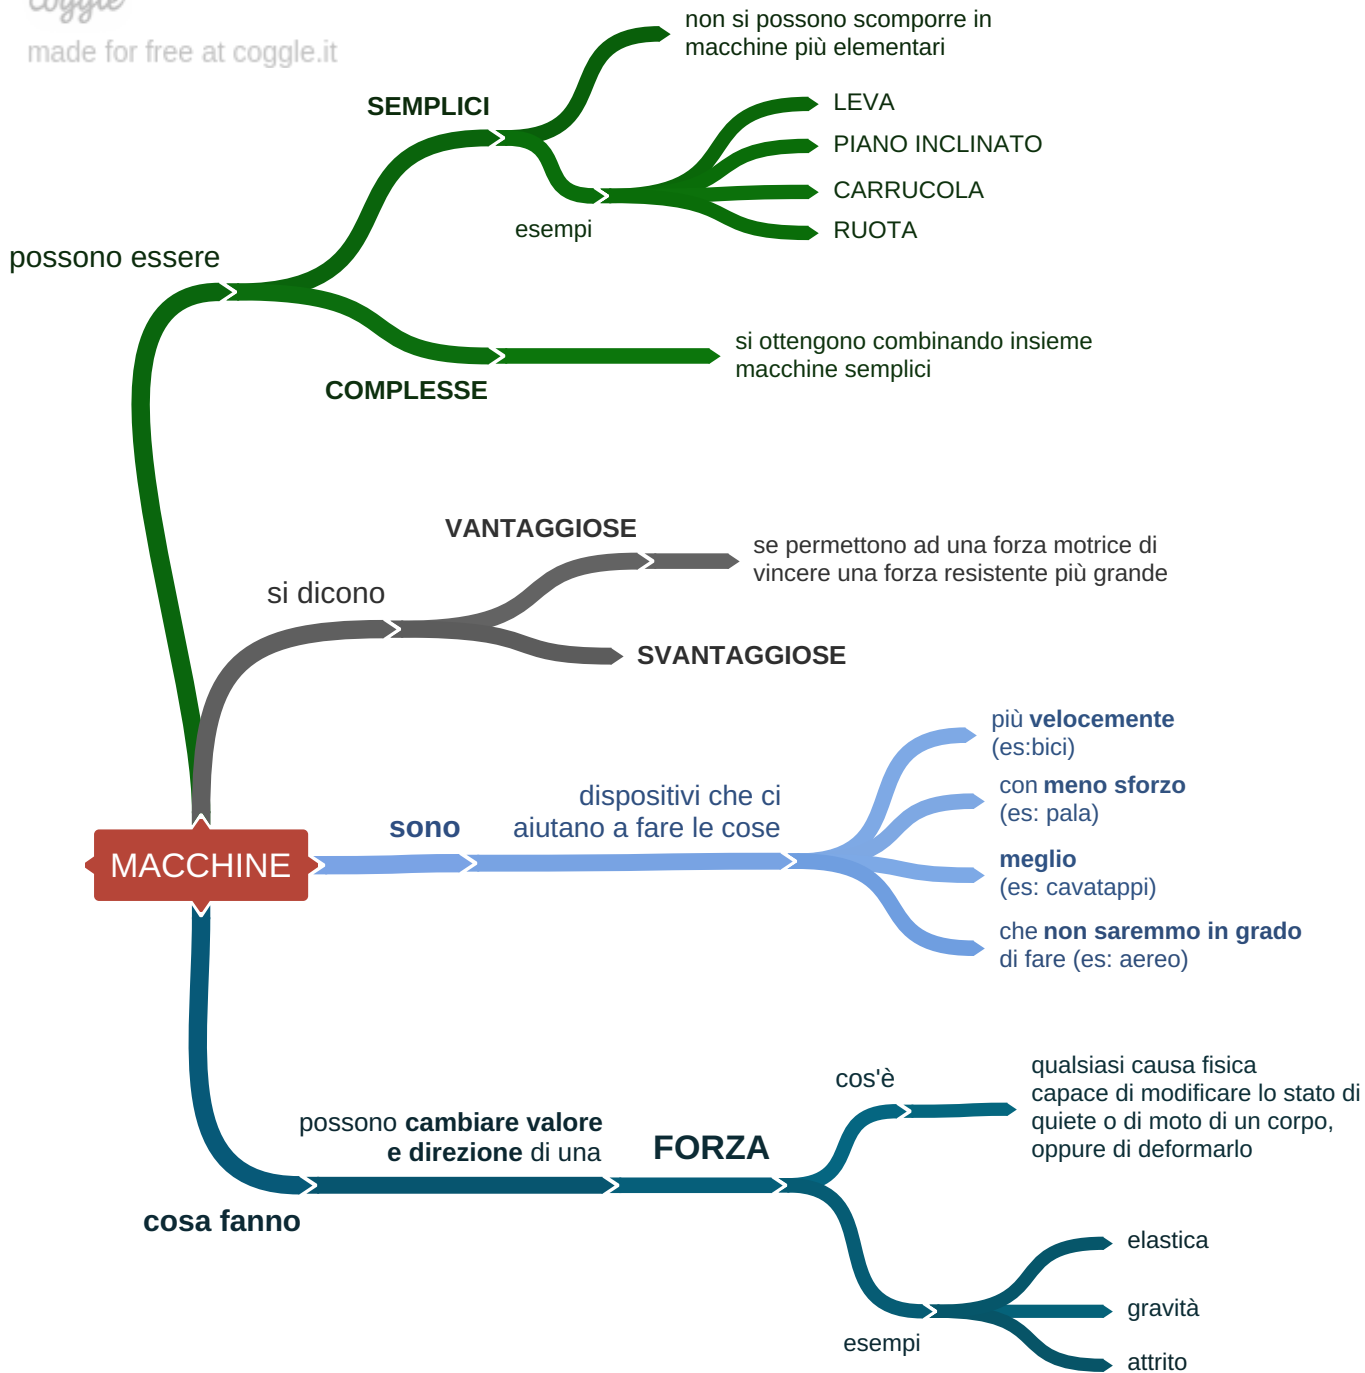 coggle
made for free at coggle.it
non si possono scomporre in
macchine più elementari
SEMPLICI
LEVA
PIANO INCLINATO
CARRUCOLA
RUOTA
esempi
possono essere
si ottengono combinando insieme
macchine semplici
COMPLESSE
VANTAGGIOSE
se permettono ad una forza motrice di
vincere una forza resistente più grande
si dicono
SVANTAGGIOSE
più velocemente
(es:bici)
con meno sforzo
(es: pala)
dispositivi che ci
aiutano a fare le cose
sono
MACCHINE
meglio
(es: cavatappi)
che non saremmo in grado
di fare (es: aereo)
cos'è
qualsiasi causa fisica
capace di modificare lo stato di
quiete o di moto di un corpo,
oppure di deformarlo
possono cambiare valore
e direzione di una
FORZA
cosa fanno
elastica
gravità
esempi
attrito